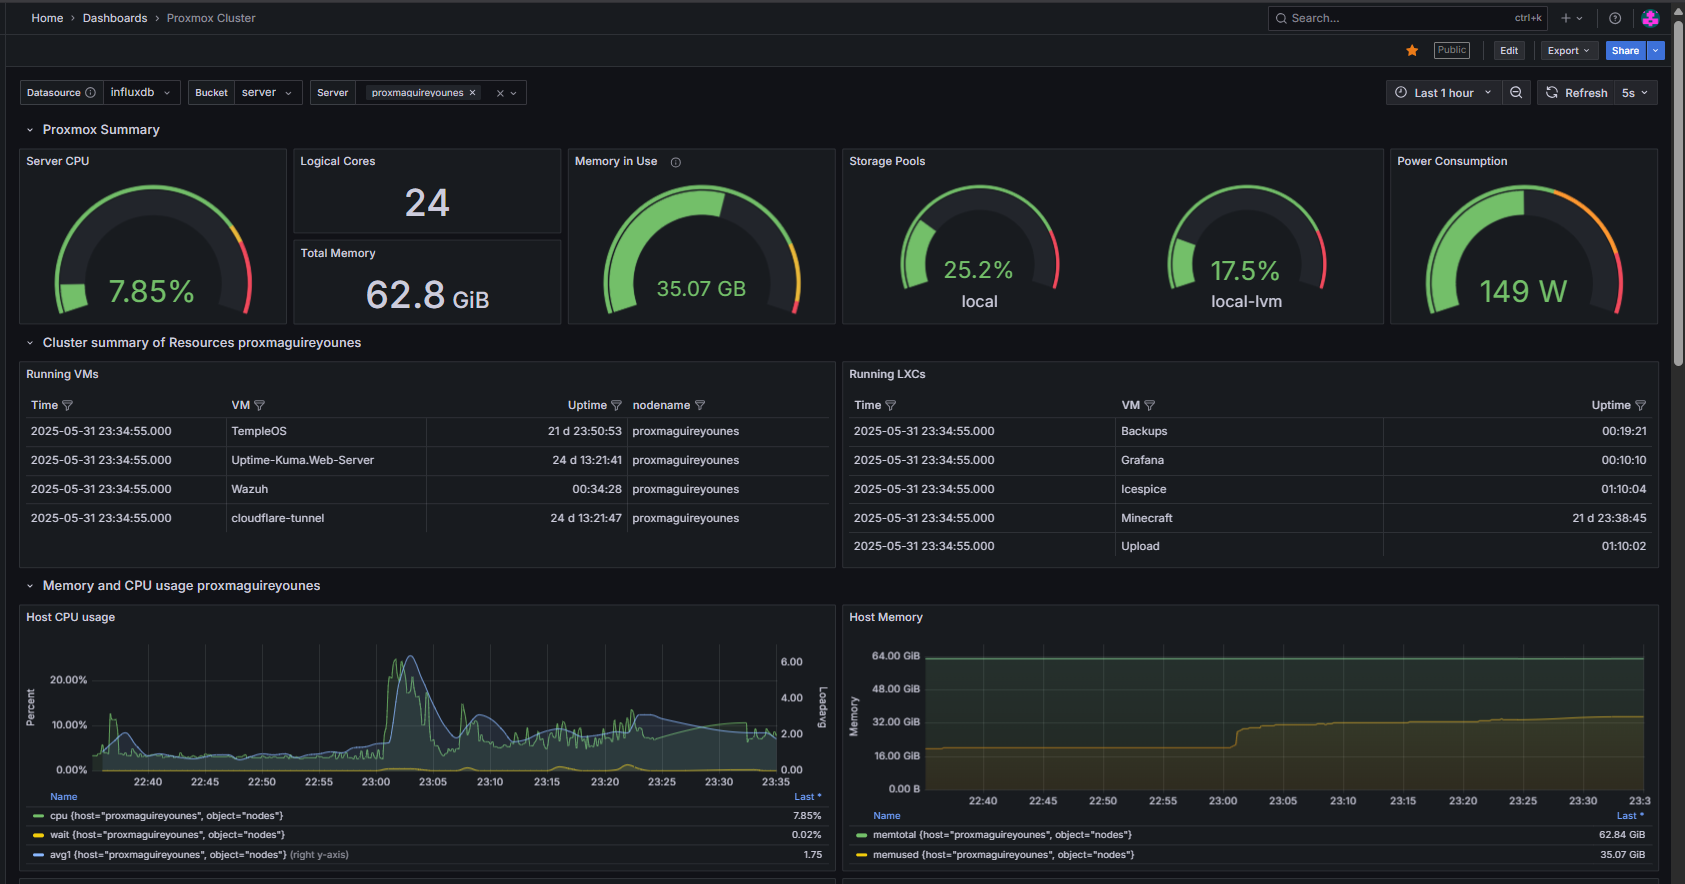 Home › Dashboards › Proxmox Cluster
Search... ctrl+k
Public Edit Export Share
Datasource influxdb Bucket server Server proxmaguireyounes
Last 1 hour Refresh 5s
Proxmox Summary
Server CPU
7.85%
Logical Cores
24
Total Memory
62.8 GiB
Memory in Use
35.07 GB
Storage Pools
25.2%
local
17.5%
local-lvm
Power Consumption
149 W
Cluster summary of Resources proxmaguireyounes
Running VMs
Time VM Uptime nodename
2025-05-31 23:34:55.000 TempleOS 21 d 23:50:53 proxmaguireyounes
2025-05-31 23:34:55.000 Uptime-Kuma.Web-Server 24 d 13:21:41 proxmaguireyounes
2025-05-31 23:34:55.000 Wazuh 00:34:28 proxmaguireyounes
2025-05-31 23:34:55.000 cloudflare-tunnel 24 d 13:21:47 proxmaguireyounes
Running LXCs
Time VM Uptime
2025-05-31 23:34:55.000 Backups 00:19:21
2025-05-31 23:34:55.000 Grafana 00:10:10
2025-05-31 23:34:55.000 Icespice 01:10:04
2025-05-31 23:34:55.000 Minecraft 21 d 23:38:45
2025-05-31 23:34:55.000 Upload 01:10:02
Memory and CPU usage proxmaguireyounes
Host CPU usage
Percent
20.00%
10.00%
0.00%
6.00
4.00
2.00
0.00
Loadavg
22:40 22:45 22:50 22:55 23:00 23:05 23:10 23:15 23:20 23:25 23:30 23:35
Name Last *
cpu {host="proxmaguireyounes", object="nodes"} 7.85%
wait {host="proxmaguireyounes", object="nodes"} 0.02%
avg1 {host="proxmaguireyounes", object="nodes"} (right y-axis) 1.75
Host Memory
Memory
64.00 GiB
48.00 GiB
32.00 GiB
16.00 GiB
0.00 B
22:40 22:45 22:50 22:55 23:00 23:05 23:10 23:15 23:20 23:25 23:30 23:3
Name Last *
memtotal {host="proxmaguireyounes", object="nodes"} 62.84 GiB
memused {host="proxmaguireyounes", object="nodes"} 35.07 GiB